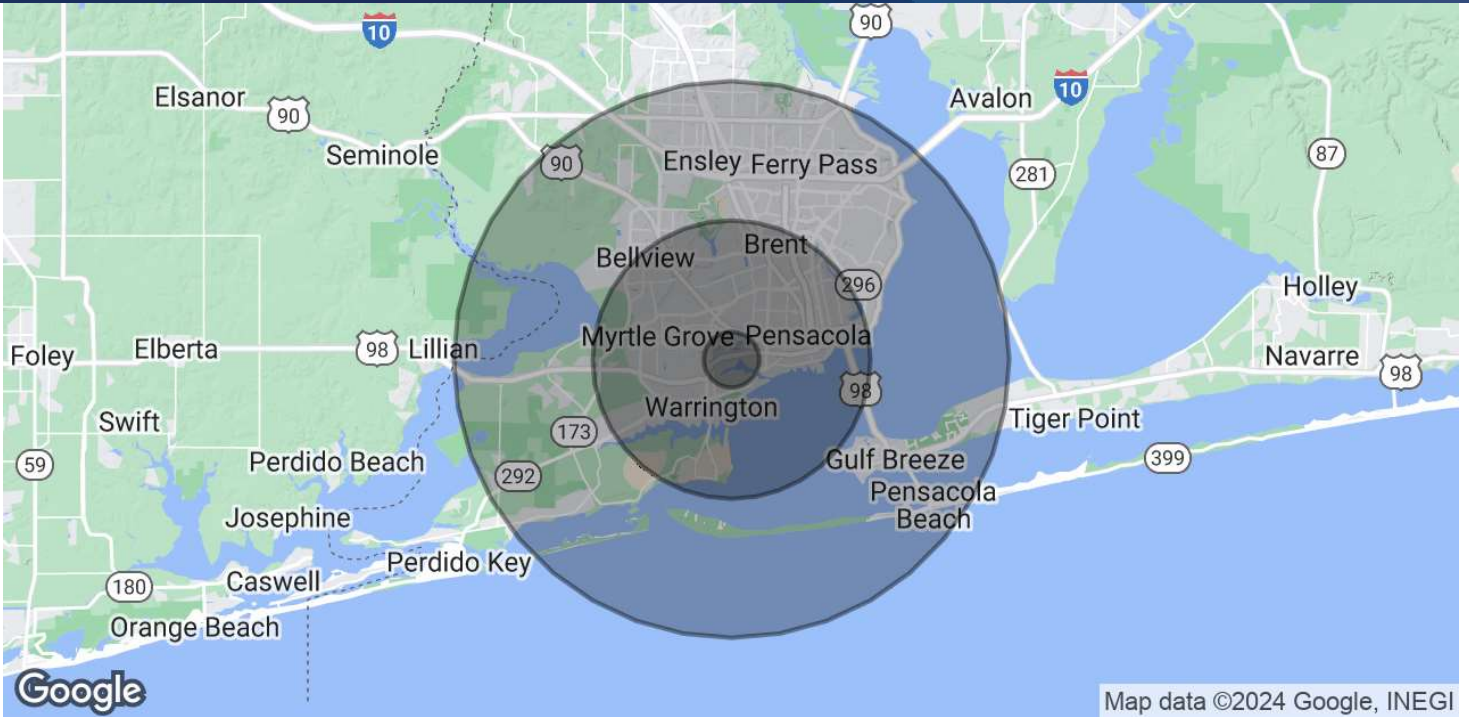 90
10
Elsanor
90
Avalon
10
Seminole
90
Ensley
Ferry Pass
281
87
Bellview
Brent
296
Holley
Myrtle Grove
Pensacola
Foley
Elberta
98
Lillian
Navarre
98
98
Swift
Warrington
Tiger Point
173
59
Perdido Beach
292
Gulf Breeze
399
Pensacola
Beach
Josephine
Perdido Key
180
Caswell
Orange Beach
Google
Map data ©2024 Google, INEGI